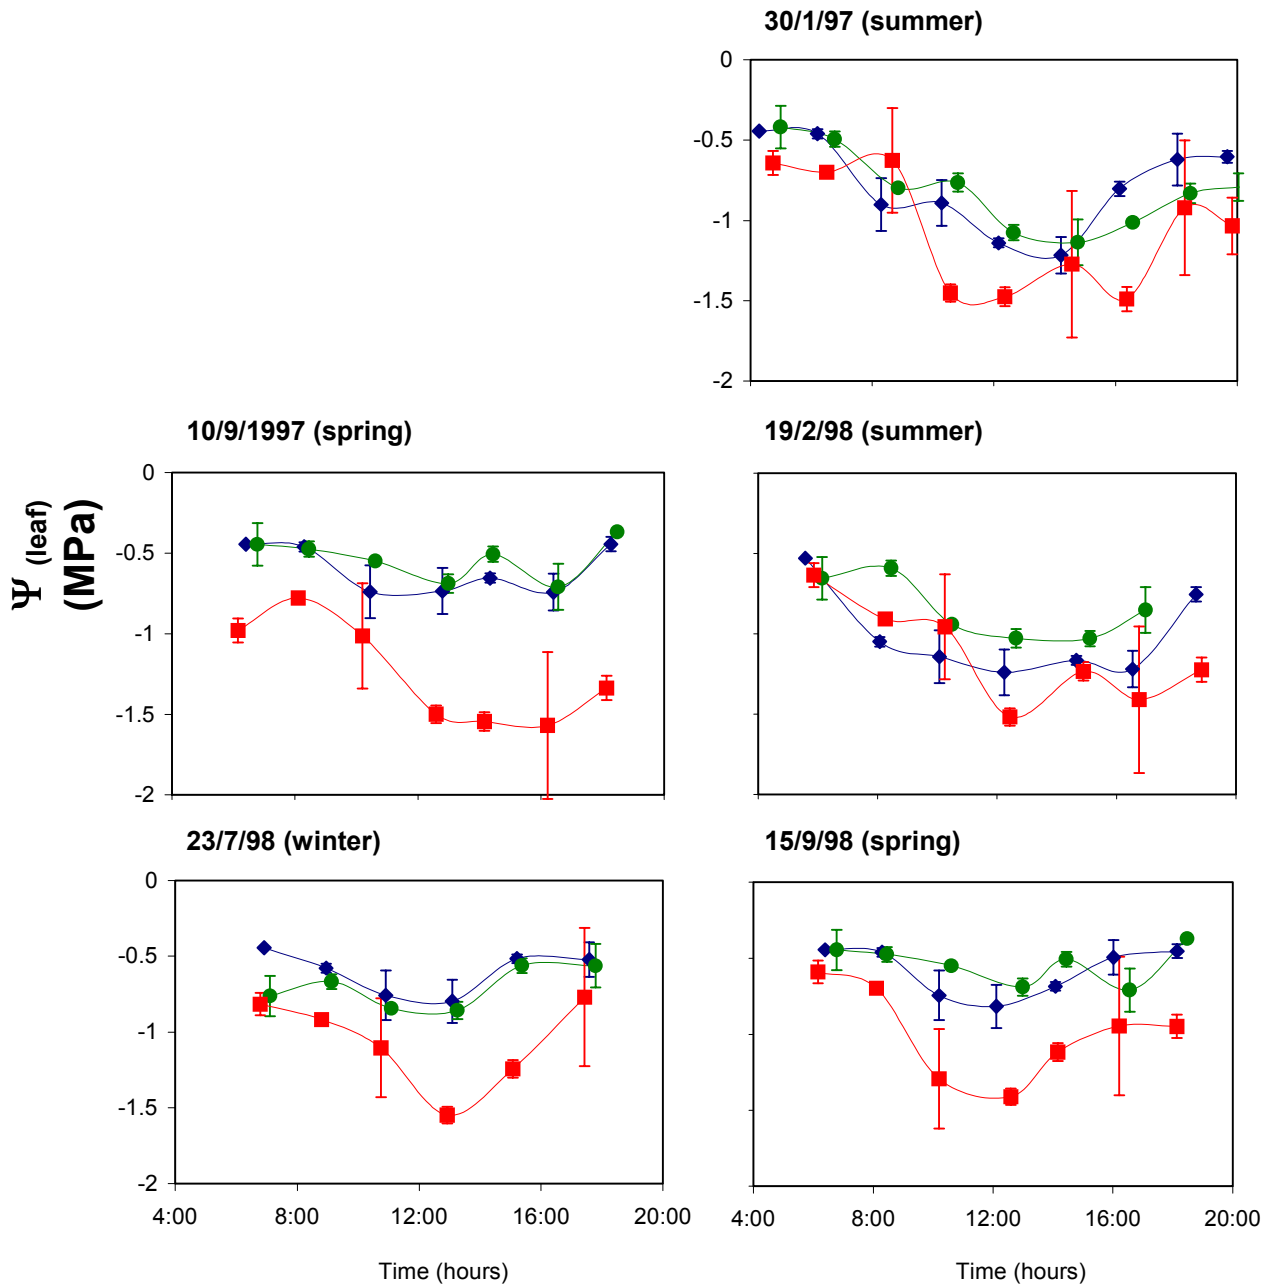 30/1/97 (summer)
0
-0.5
-1
-1.5
-2
10/9/1997 (spring)
19/2/98 (summer)
Ψ (leaf)
(MPa)
0
-0.5
-1
-1.5
-2
23/7/98 (winter)
15/9/98 (spring)
0
-0.5
-1
-1.5
-2
4:00 8:00 12:00 16:00 20:00
4:00 8:00 12:00 16:00 20:00
Time (hours)
Time (hours)